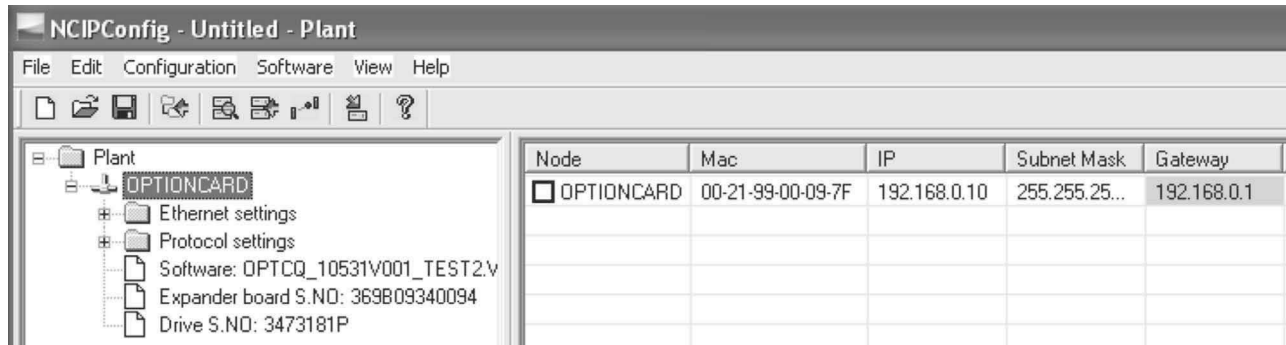 NCIPConfig - Untitled - Plant
File Edit Configuration Software View Help
Plant
OPTIONCARD
Ethernet settings
Protocol settings
Software: OPTCQ_10531V001_TEST2.V
Expander board S.NO: 369B09340094
Drive S.NO: 3473181P
Node Mac IP Subnet Mask Gateway
OPTIONCARD 00-21-99-00-09-7F 192.168.0.10 255.255.25... 192.168.0.1